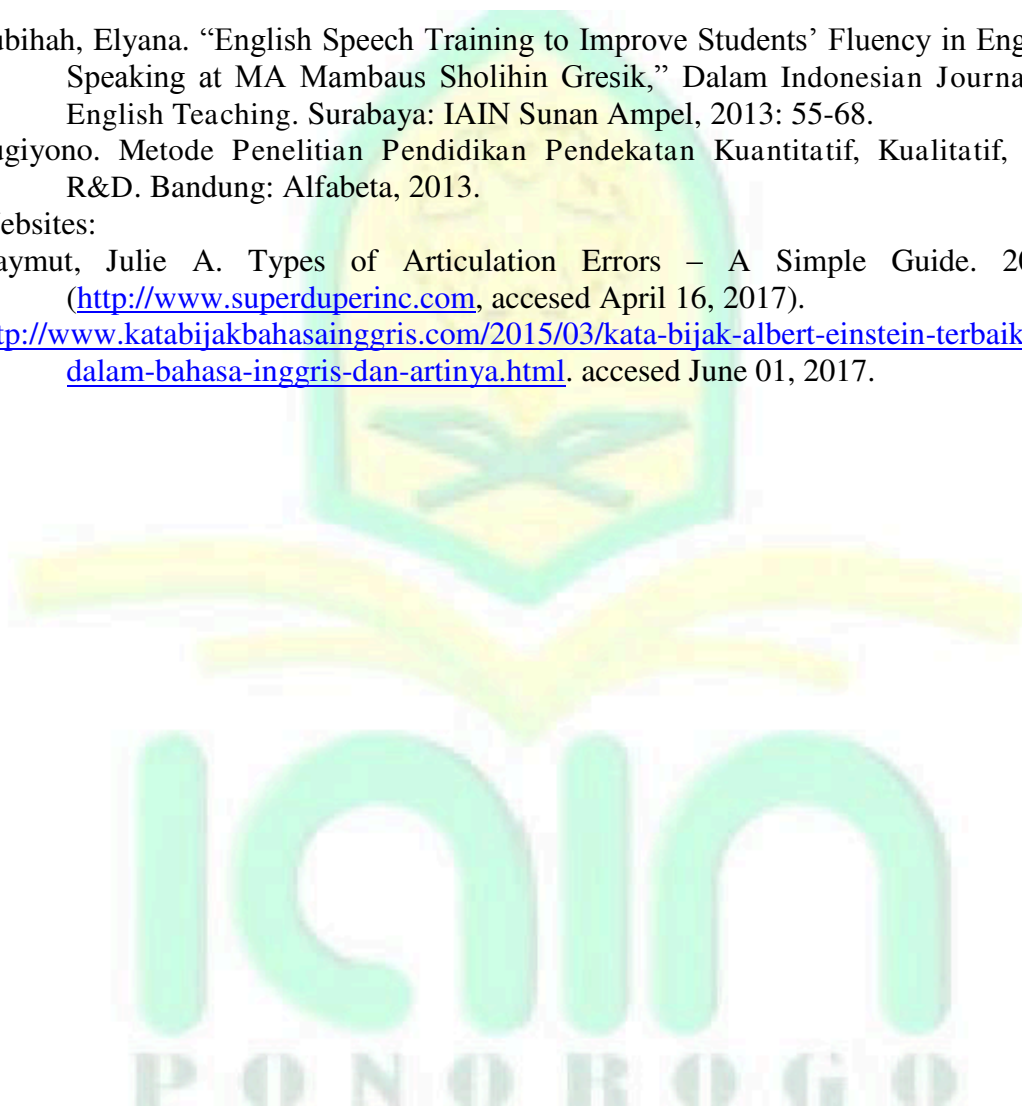 ubihah, Elyana. “English Speech Training to Improve Students’ Fluency in Eng
Speaking at MA Mambaus Sholihin Gresik,” Dalam Indonesian Journa
English Teaching. Surabaya: IAIN Sunan Ampel, 2013: 55-68.
ugiyono. Metode Penelitian Pendidikan Pendekatan Kuantitatif, Kualitatif,
R&D. Bandung: Alfabeta, 2013.
ebsites:
aymut, Julie A. Types of Articulation Errors – A Simple Guide. 20
(http://www.superduperinc.com, accesed April 16, 2017).
tp://www.katabijakbahasainggris.com/2015/03/kata-bijak-albert-einstein-terbaik
dalam-bahasa-inggris-dan-artinya.html. accesed June 01, 2017.
iain
PONOROGO